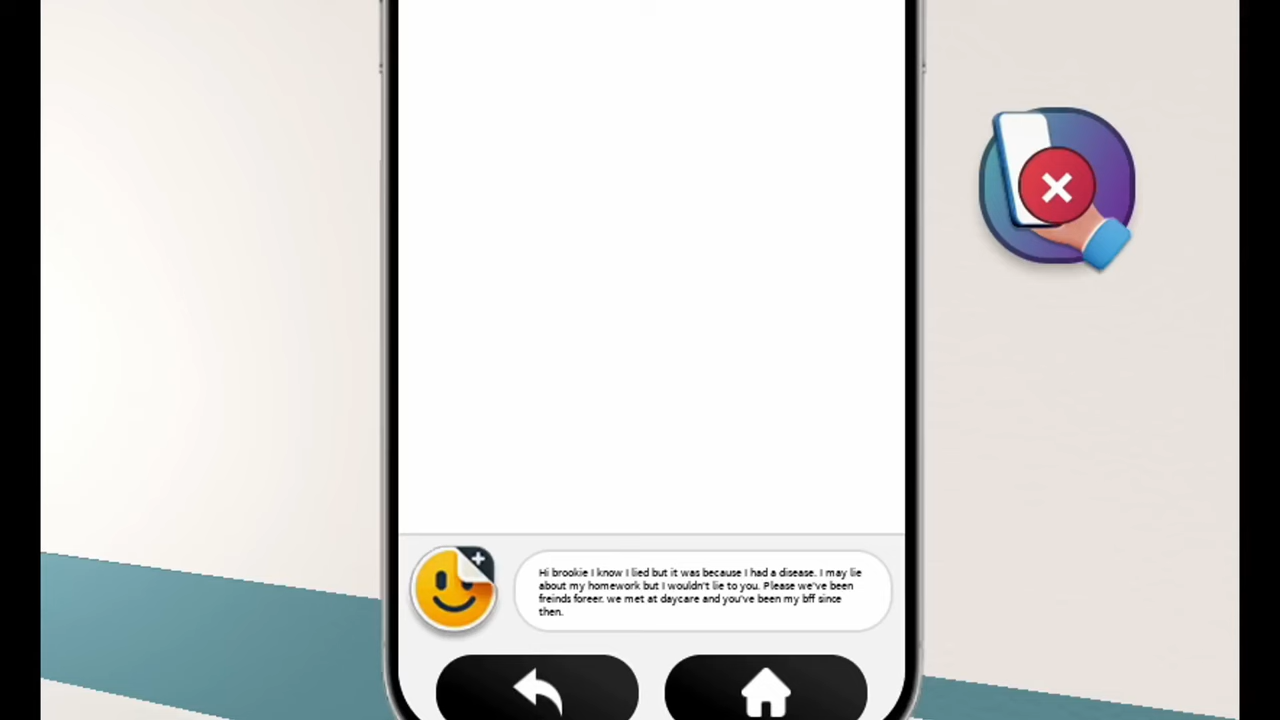 Hi brookie I know I lied but it was because I had a disease. I may lie
about my homework but I wouldn't lie to you. Please we've been
freinds foreer. we met at daycare and you've been my bff since
then.